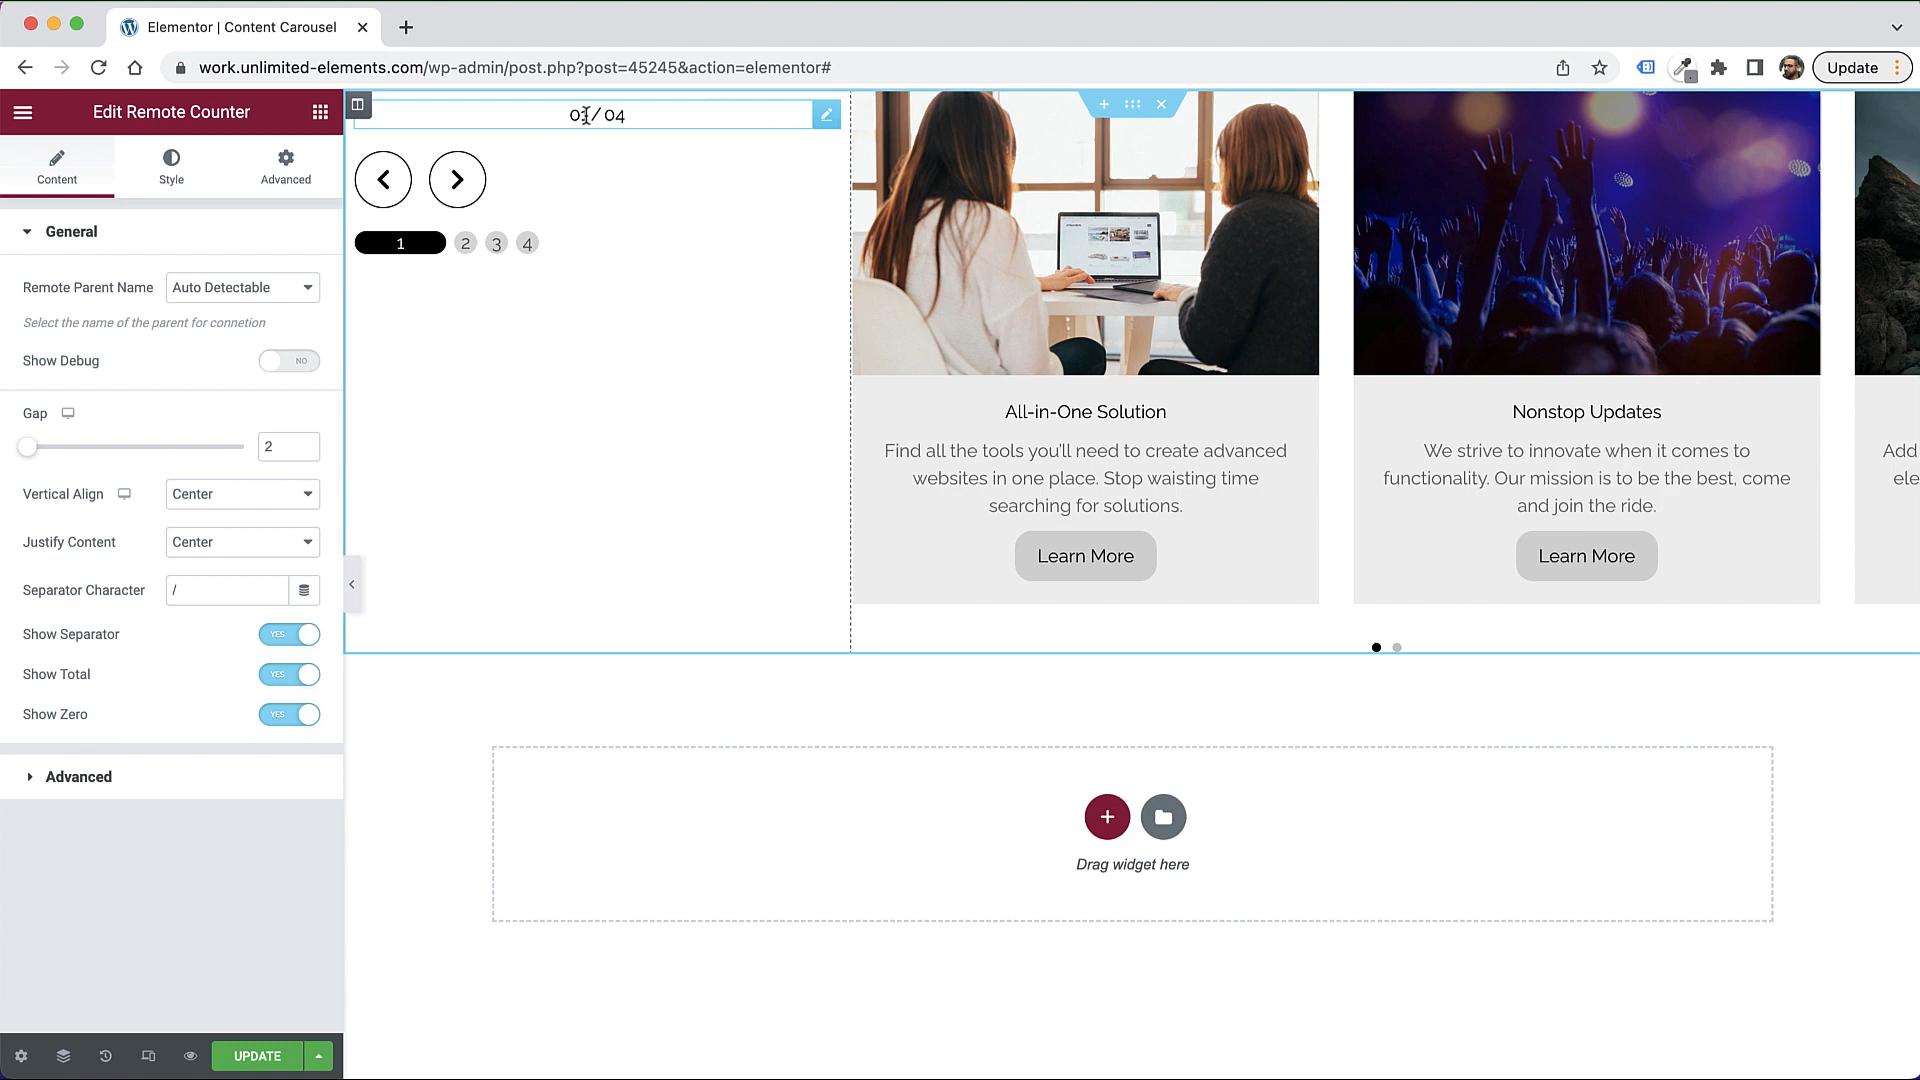 Elementor | Content Carousel
work.unlimited-elements.com/wp-admin/post.php?post=45245&action=elementor#
Update
Edit Remote Counter
Content
Style
Advanced
General
Remote Parent Name
Auto Detectable
Select the name of the parent for connetion
Show Debug
NO
Gap
2
Vertical Align
Center
Justify Content
Center
Separator Character
/
Show Separator
YES
Show Total
YES
Show Zero
YES
Advanced
UPDATE
/ 04
1 2 3 4
All-in-One Solution
Find all the tools you'll need to create advanced
websites in one place. Stop waisting time
searching for solutions.
Learn More
Nonstop Updates
We strive to innovate when it comes to
functionality. Our mission is to be the best, come
and join the ride.
Learn More
Add
ele
Drag widget here